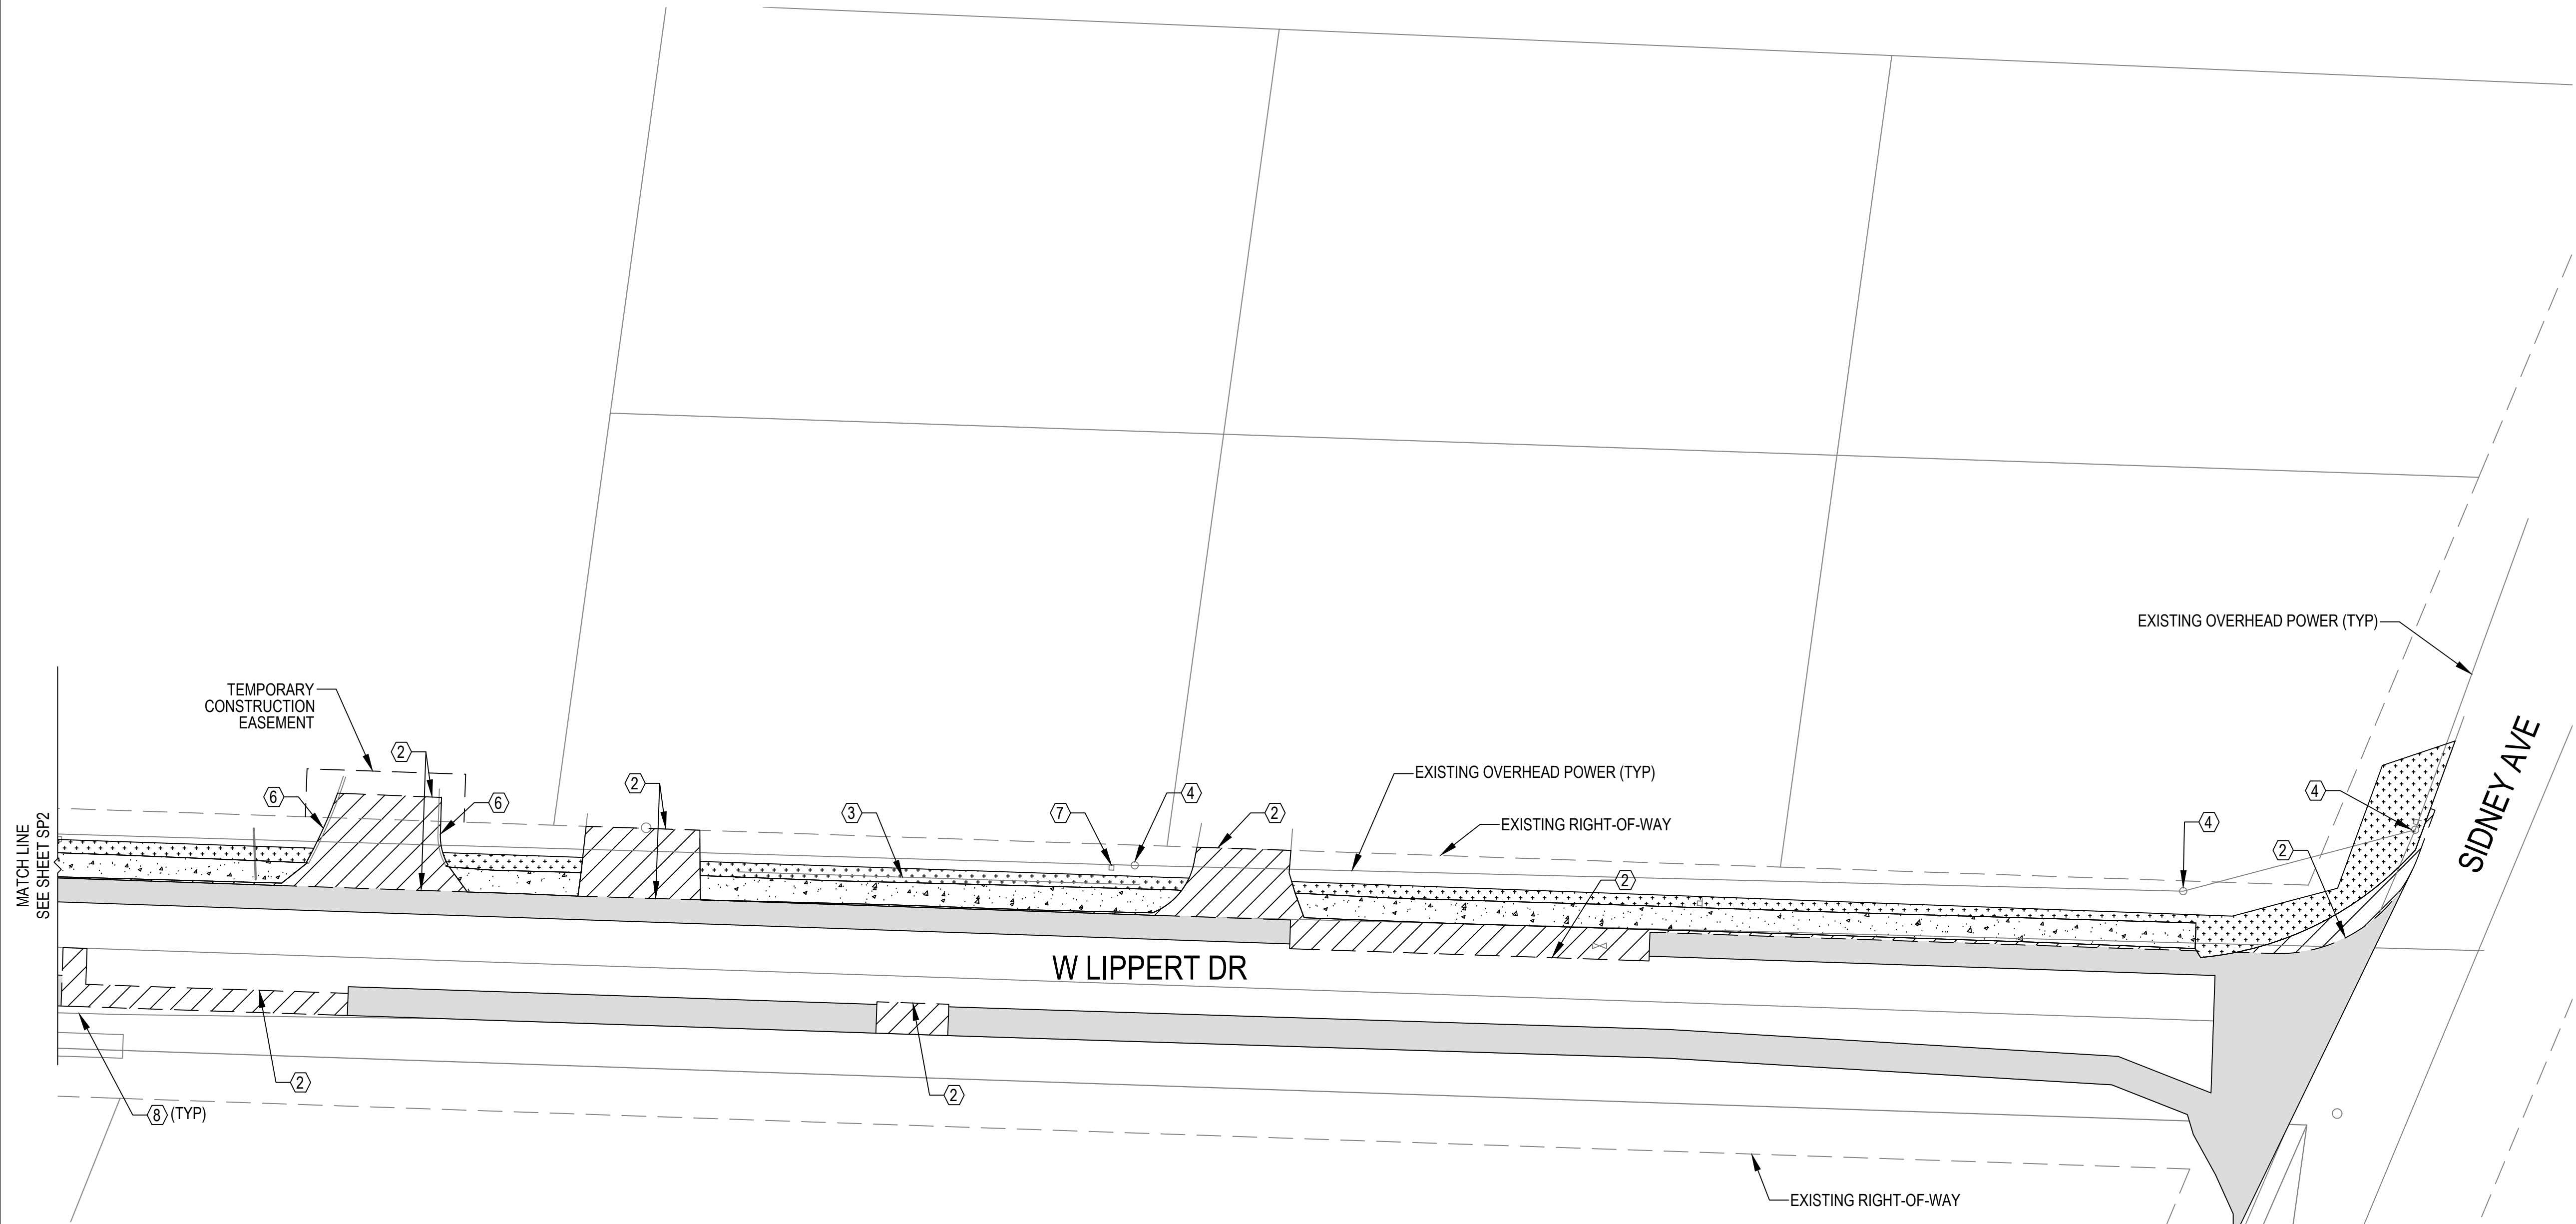 EXISTING OVERHEAD POWER (TYP)
TEMPORARY
CONSTRUCTION
EASEMENT
2
6
6
2
3
7
4
2
EXISTING OVERHEAD POWER (TYP)
EXISTING RIGHT-OF-WAY
2
4
4
2
SIDNEY AVE
MATCH LINE
SEE SHEET SP2
W LIPPERT DR
2
2
8 (TYP)
EXISTING RIGHT-OF-WAY